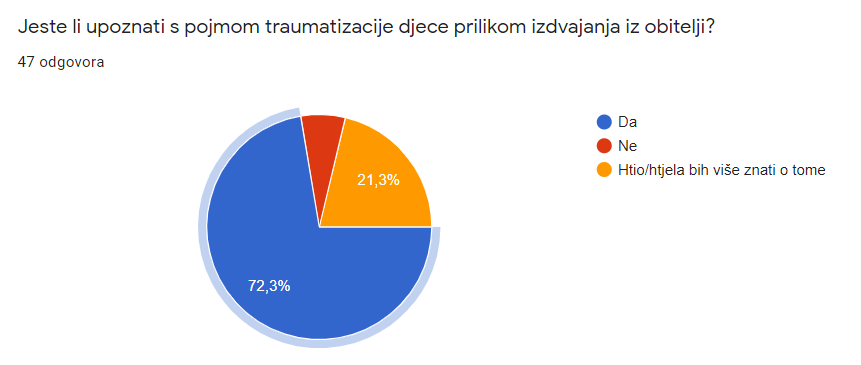 Jeste li upoznati s pojmom traumatizacije djece prilikom izdvajanja iz obitelji?
47 odgovora
Da
Ne
Htio/htjela bih više znati o tome
21,3%
72,3%